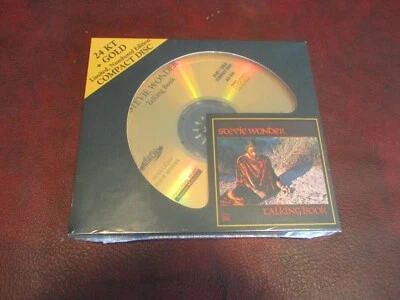 24 KT
+ GOLD
Limited, Numbered Edition
COMPACT DISC
STEVIE WONDER
Talking Book
STEVIE WONDER
TALKING BOOK